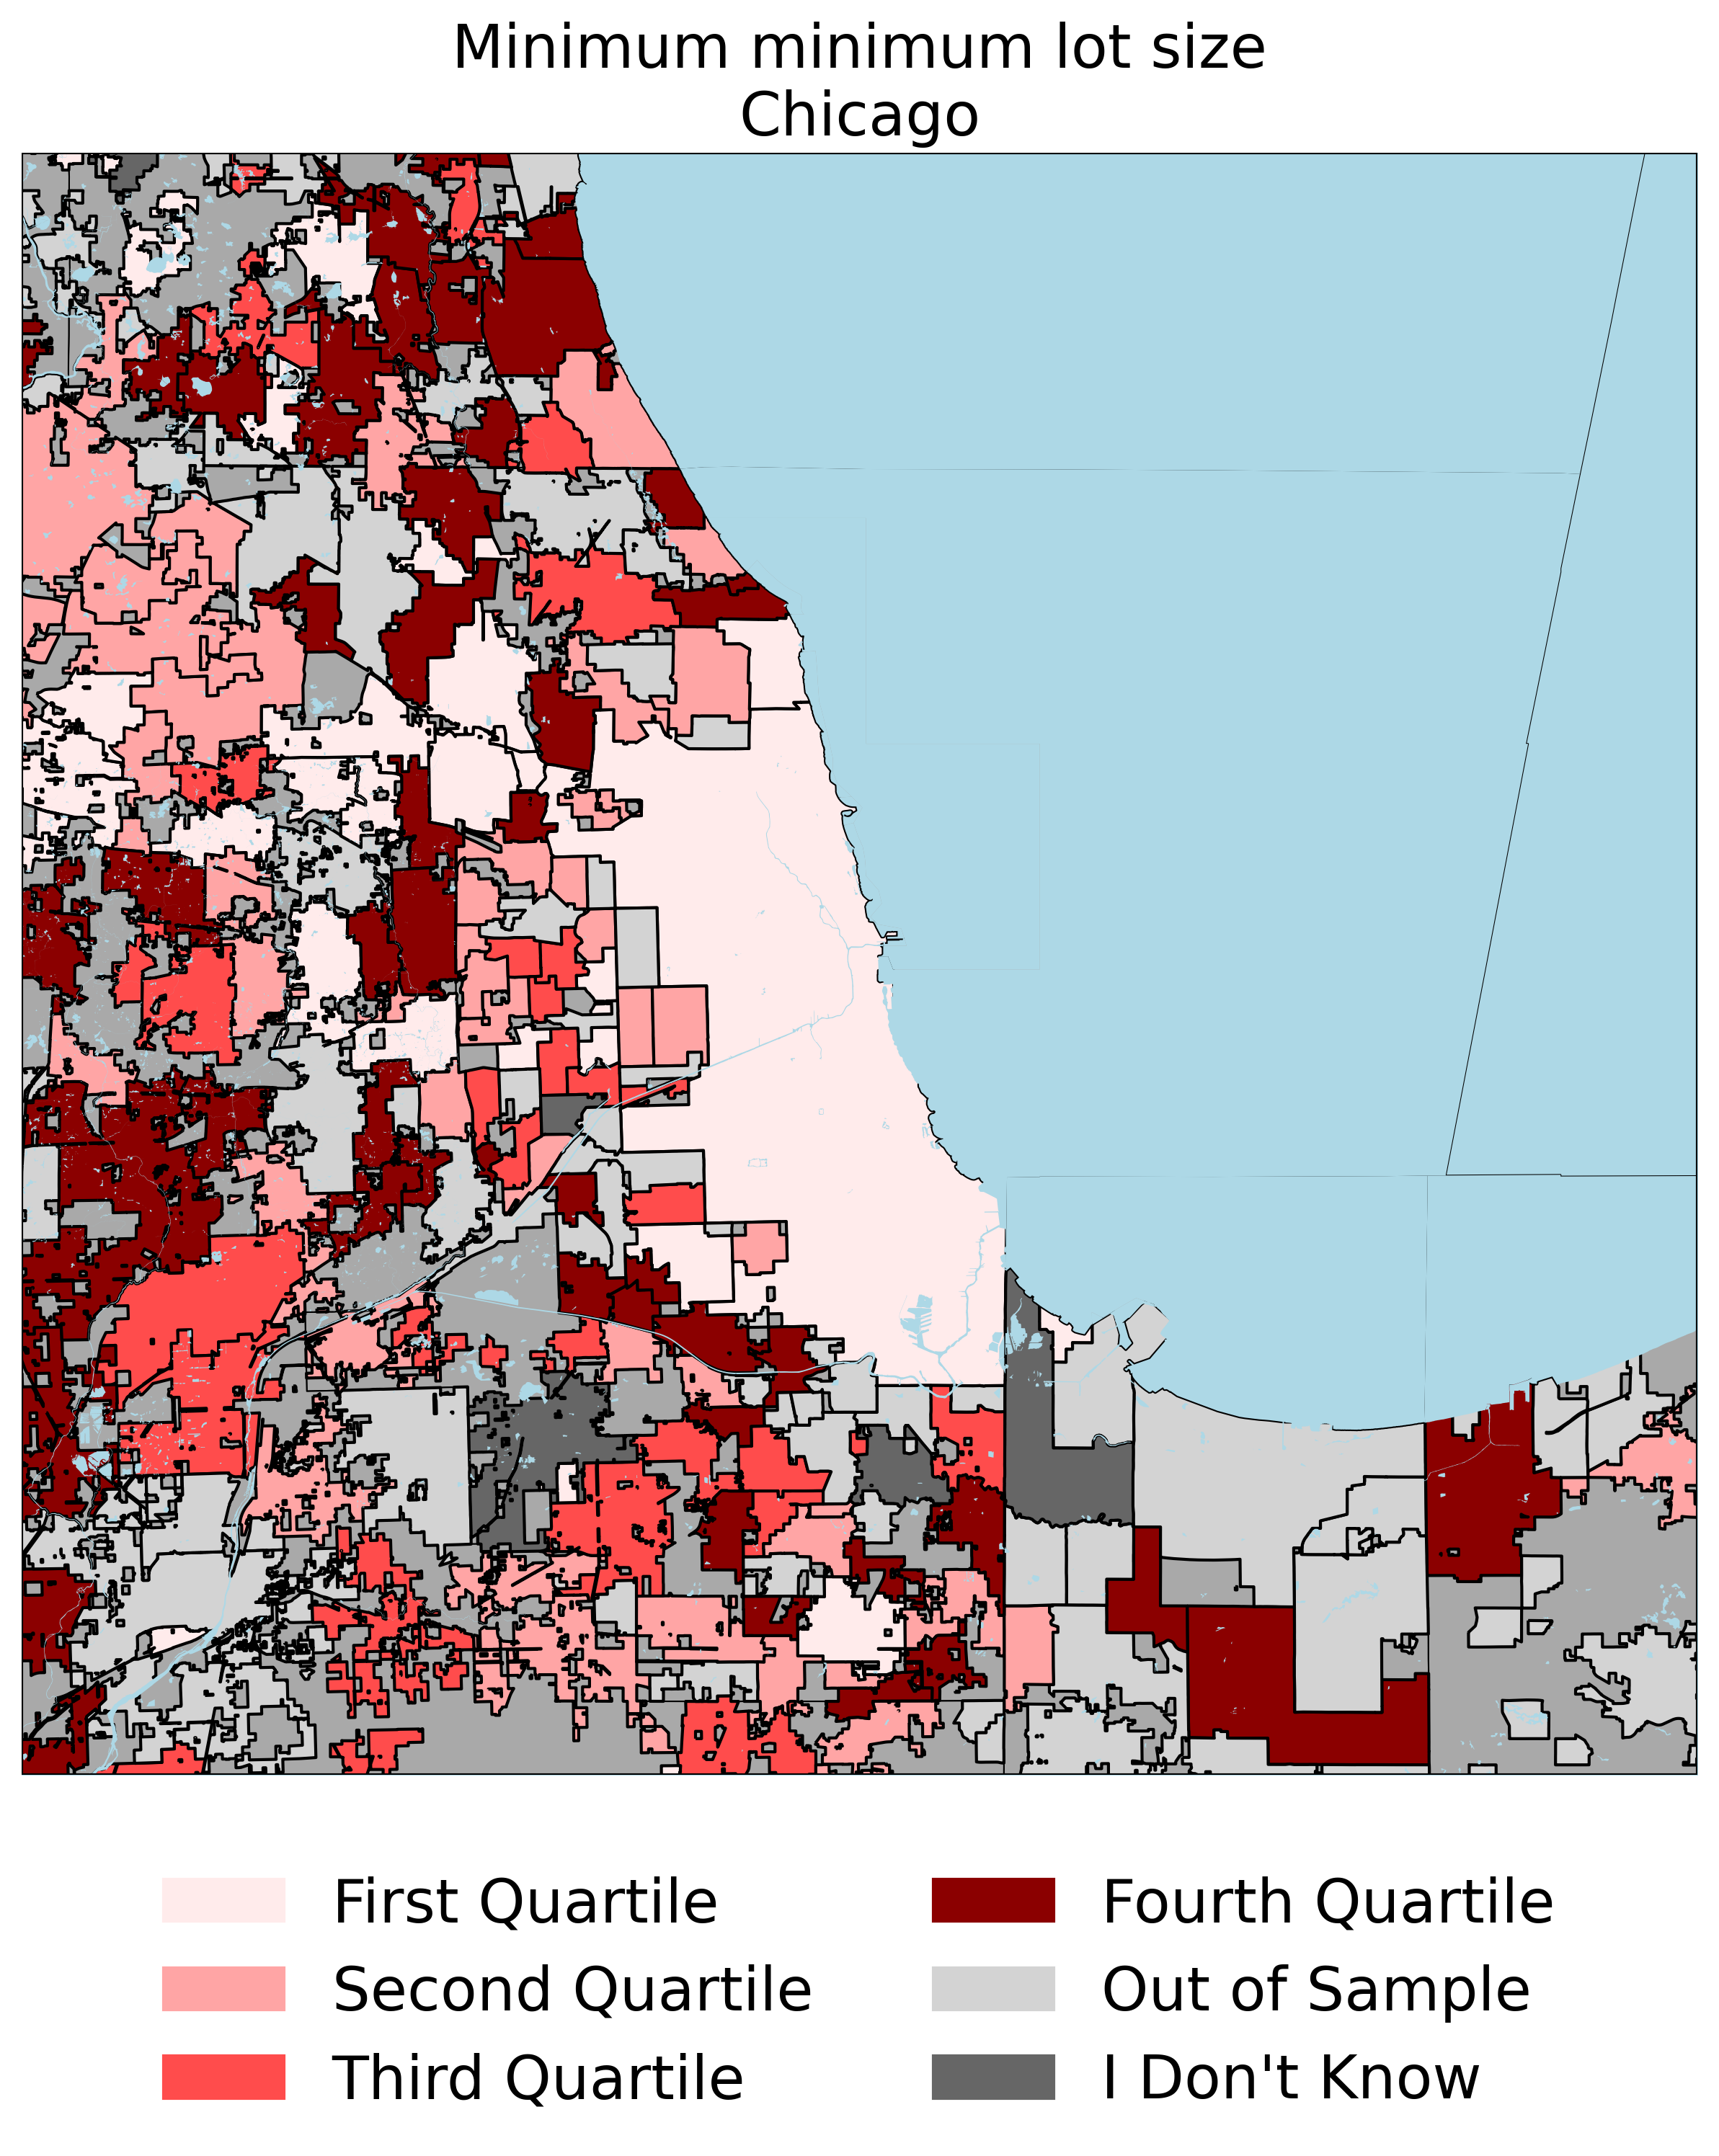 Minimum minimum lot size
Chicago
First Quartile
Second Quartile
Third Quartile
Fourth Quartile
Out of Sample
I Don't Know